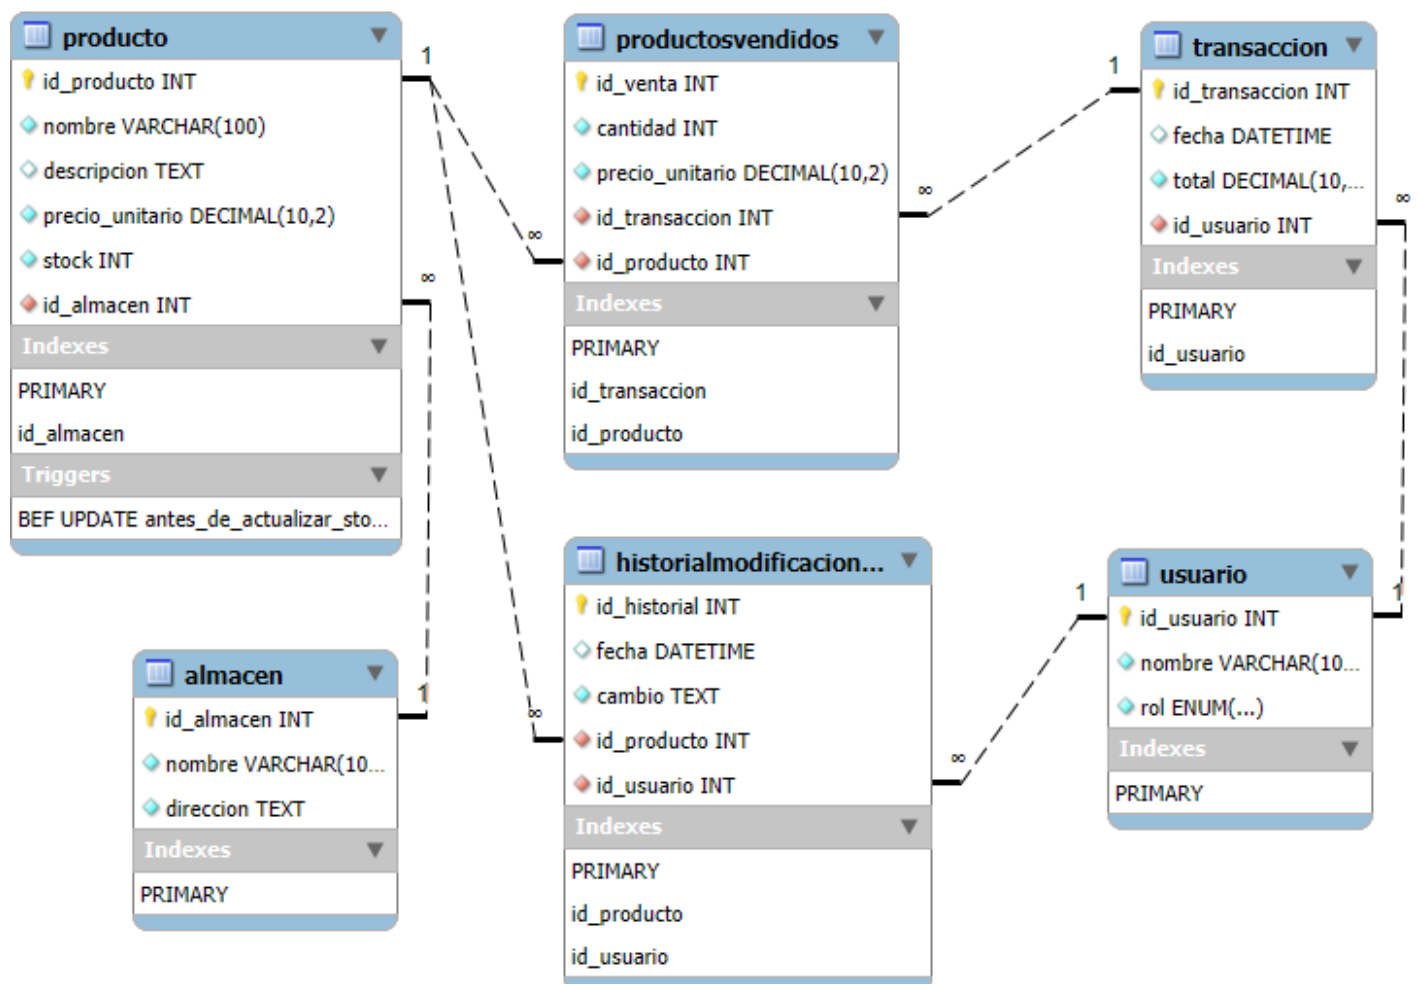 producto
id_producto INT
nombre VARCHAR(100)
descripcion TEXT
precio_unitario DECIMAL(10,2)
stock INT
id_almacen INT
Indexes
PRIMARY
id_almacen
Triggers
BEF UPDATE antes_de_actualizar_sto...
1
∞
productosvendidos
id_venta INT
cantidad INT
precio_unitario DECIMAL(10,2)
id_transaccion INT
id_producto INT
Indexes
PRIMARY
id_transaccion
id_producto
∞
∞
1
transaccion
id_transaccion INT
fecha DATETIME
total DECIMAL(10,...
id_usuario INT
Indexes
PRIMARY
id_usuario
∞
almacen
id_almacen INT
nombre VARCHAR(10...
direccion TEXT
Indexes
PRIMARY
1
historialmodificacion...
id_historial INT
fecha DATETIME
cambio TEXT
id_producto INT
id_usuario INT
Indexes
PRIMARY
id_producto
id_usuario
∞
∞
1
usuario
id_usuario INT
nombre VARCHAR(10...
rol ENUM(...)
Indexes
PRIMARY
1